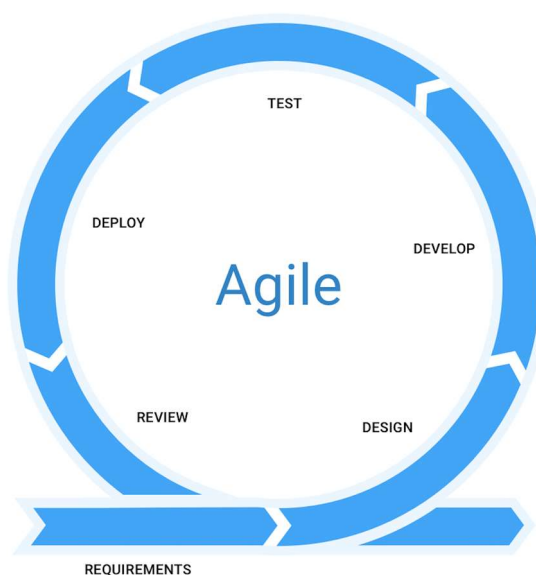 TEST
DEPLOY
DEVELOP
Agile
REVIEW
DESIGN
REQUIREMENTS